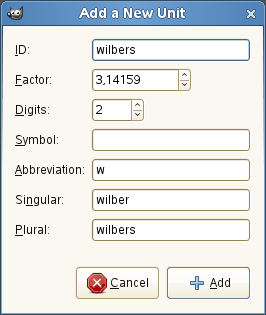 Add a New Unit
ID: wilbers
Factor: 3,14159
Digits: 2
Symbol:
Abbreviation: w
Singular: wilber
Plural: wilbers
Cancel Add